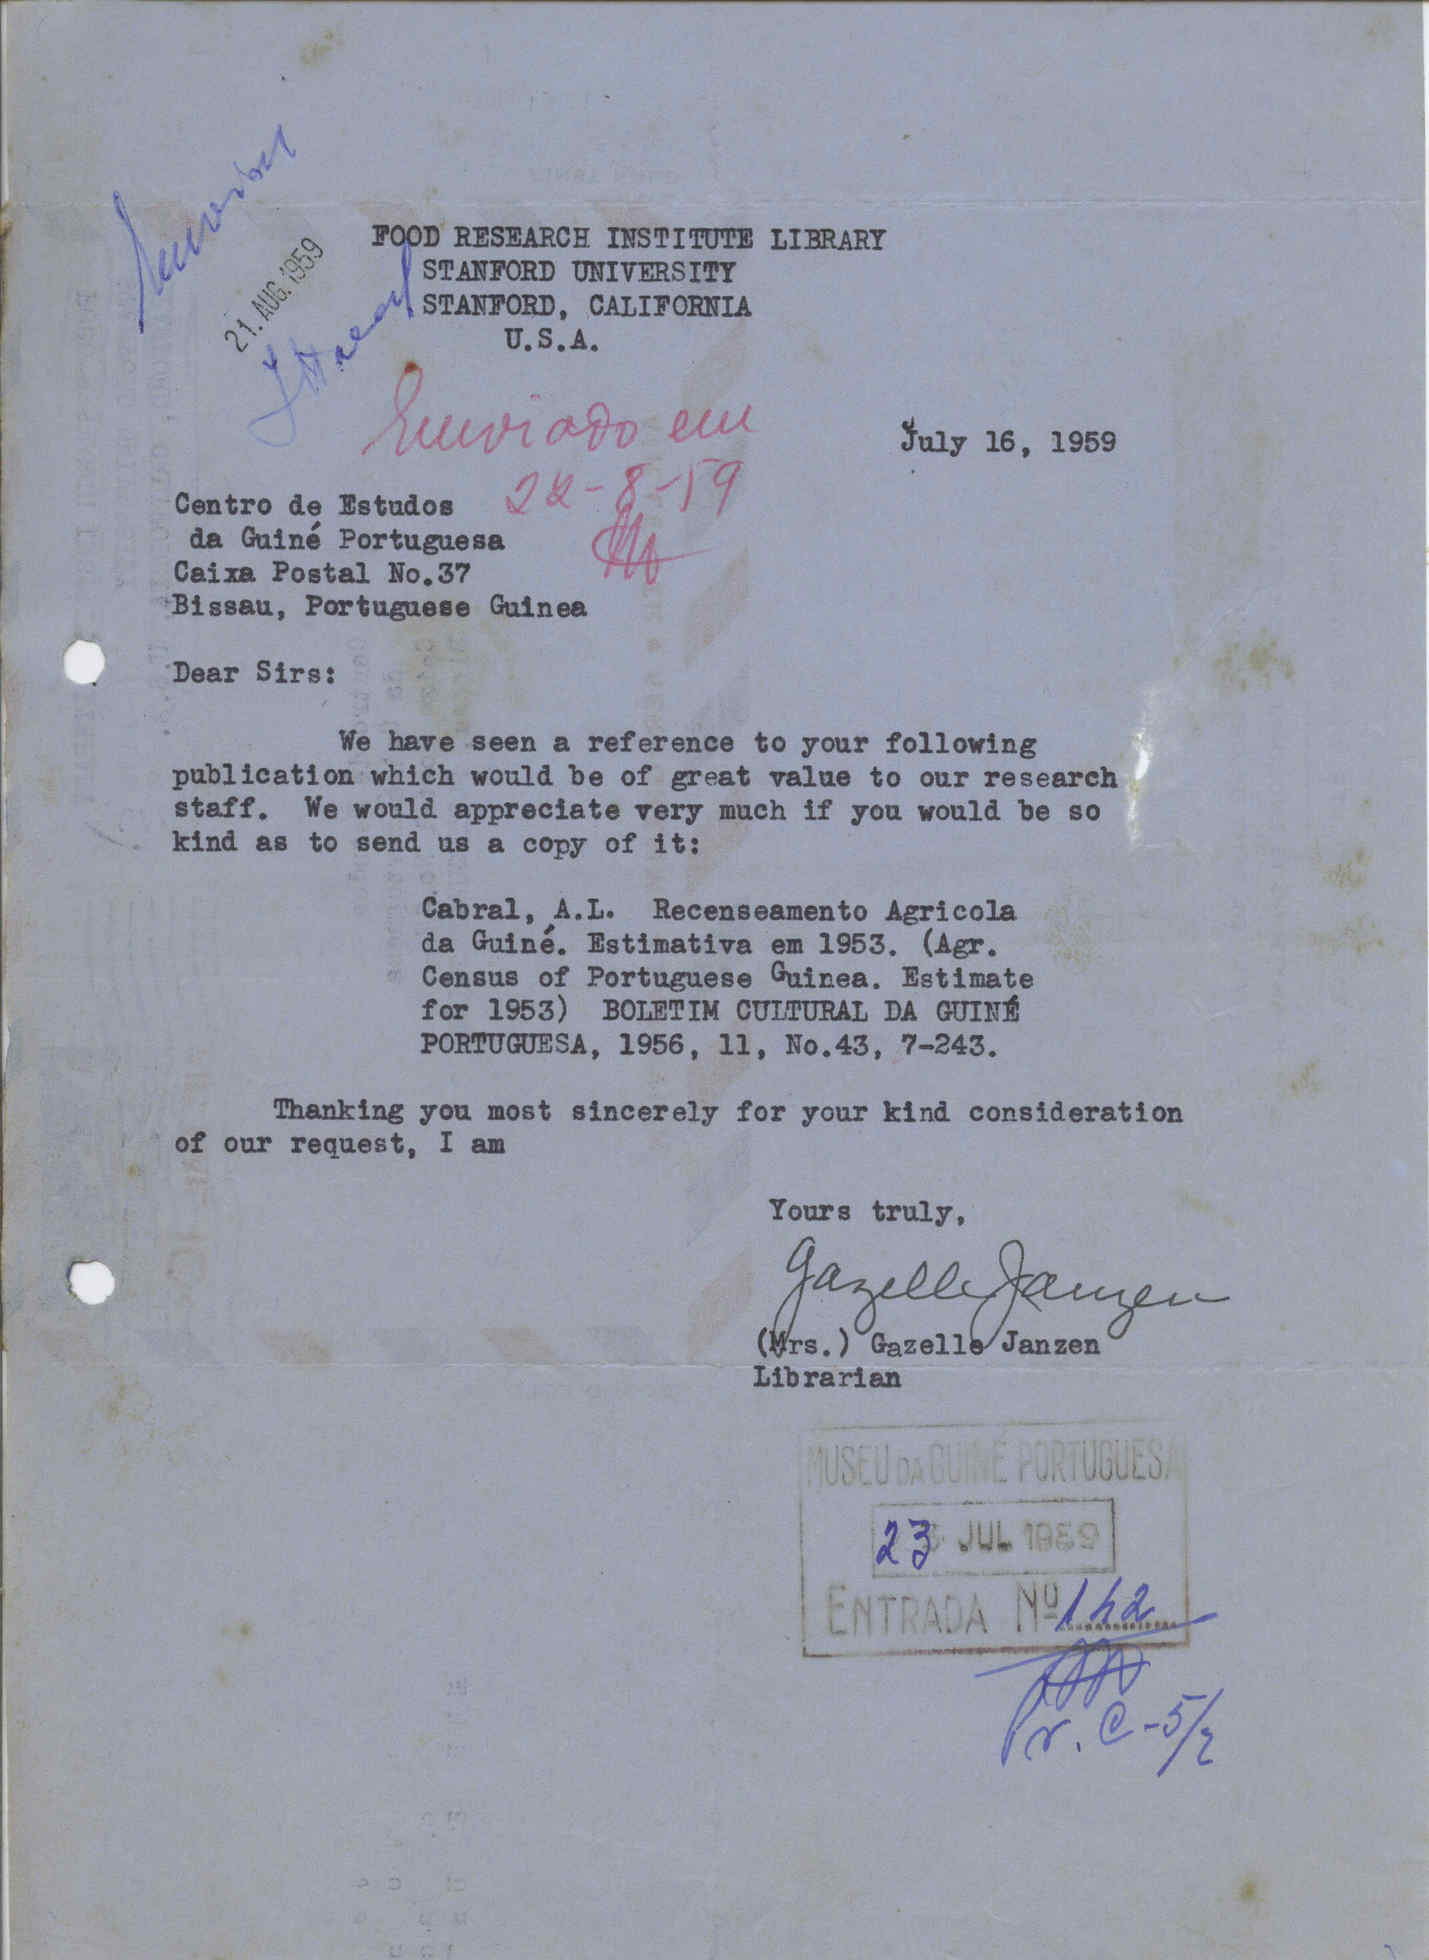 21. AUG. 1959
FOOD RESEARCH INSTITUTE LIBRARY
STANFORD UNIVERSITY
STANFORD, CALIFORNIA
U.S.A.
Enviado em
22-8-59
July 16, 1959
Centro de Estudos
da Guiné Portuguesa
Caixa Postal No.37
Bissau, Portuguese Guinea
Dear Sirs:
We have seen a reference to your following
publication which would be of great value to our research
staff. We would appreciate very much if you would be so
kind as to send us a copy of it:
Cabral, A.L. Recenseamento Agricola
da Guiné. Estimativa em 1953. (Agr.
Census of Portuguese Guinea. Estimate
for 1953) BOLETIM CULTURAL DA GUINÉ
PORTUGUESA, 1956, 11, No.43, 7-243.
Thanking you most sincerely for your kind consideration
of our request, I am
Yours truly,
Gazelle Janzen
(Mrs.) Gazelle Janzen
Librarian
MUSEU DA GUINÉ PORTUGUESA
23 JUL 1959
ENTRADA Nº 142
C-5/2